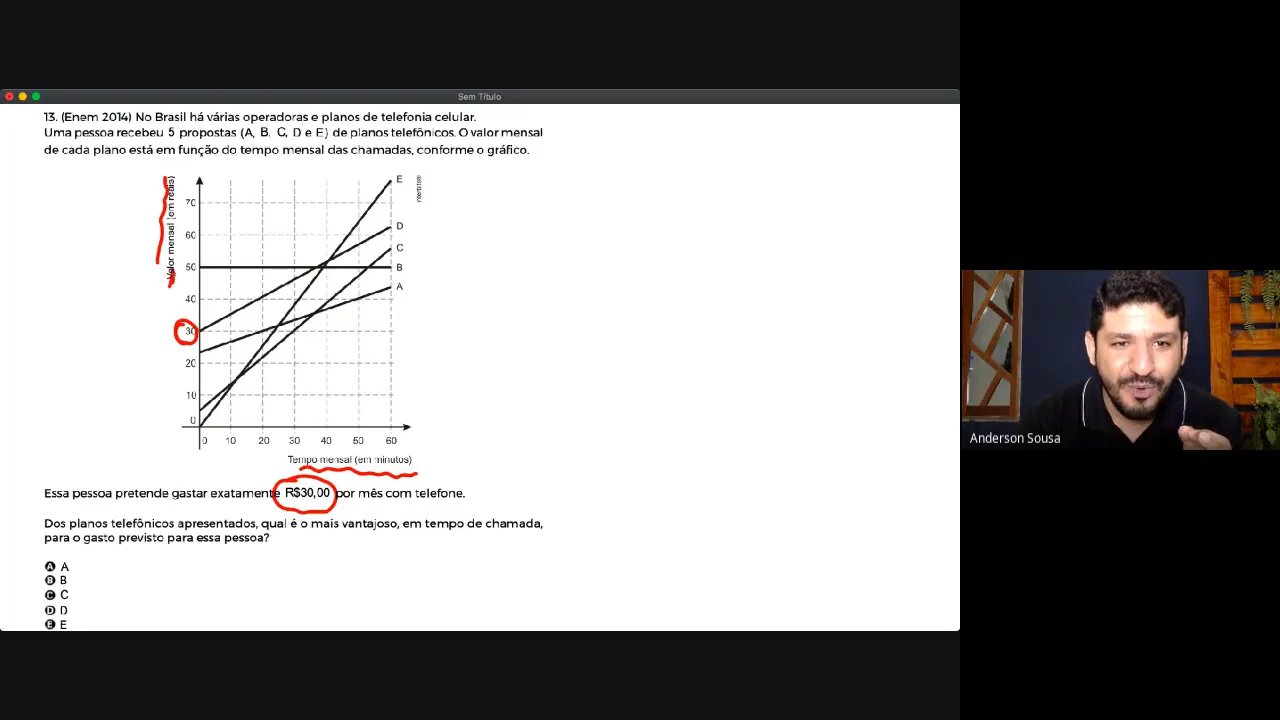 Sem Título
13. (Enem 2014) No Brasil há várias operadoras e planos de telefonia celular.
Uma pessoa recebeu 5 propostas (A, B, C, D e E) de planos telefônicos. O valor mensal
de cada plano está em função do tempo mensal das chamadas, conforme o gráfico.
Valor mensal (em reais)
70
60
50
40
30
20
10
0
E
D
C
B
A
Interbits®
0 10 20 30 40 50 60
Tempo mensal (em minutos)
Essa pessoa pretende gastar exatamente R$30,00 por mês com telefone.
Dos planos telefônicos apresentados, qual é o mais vantajoso, em tempo de chamada,
para o gasto previsto para essa pessoa?
A A
B B
C C
D D
E E
Anderson Sousa